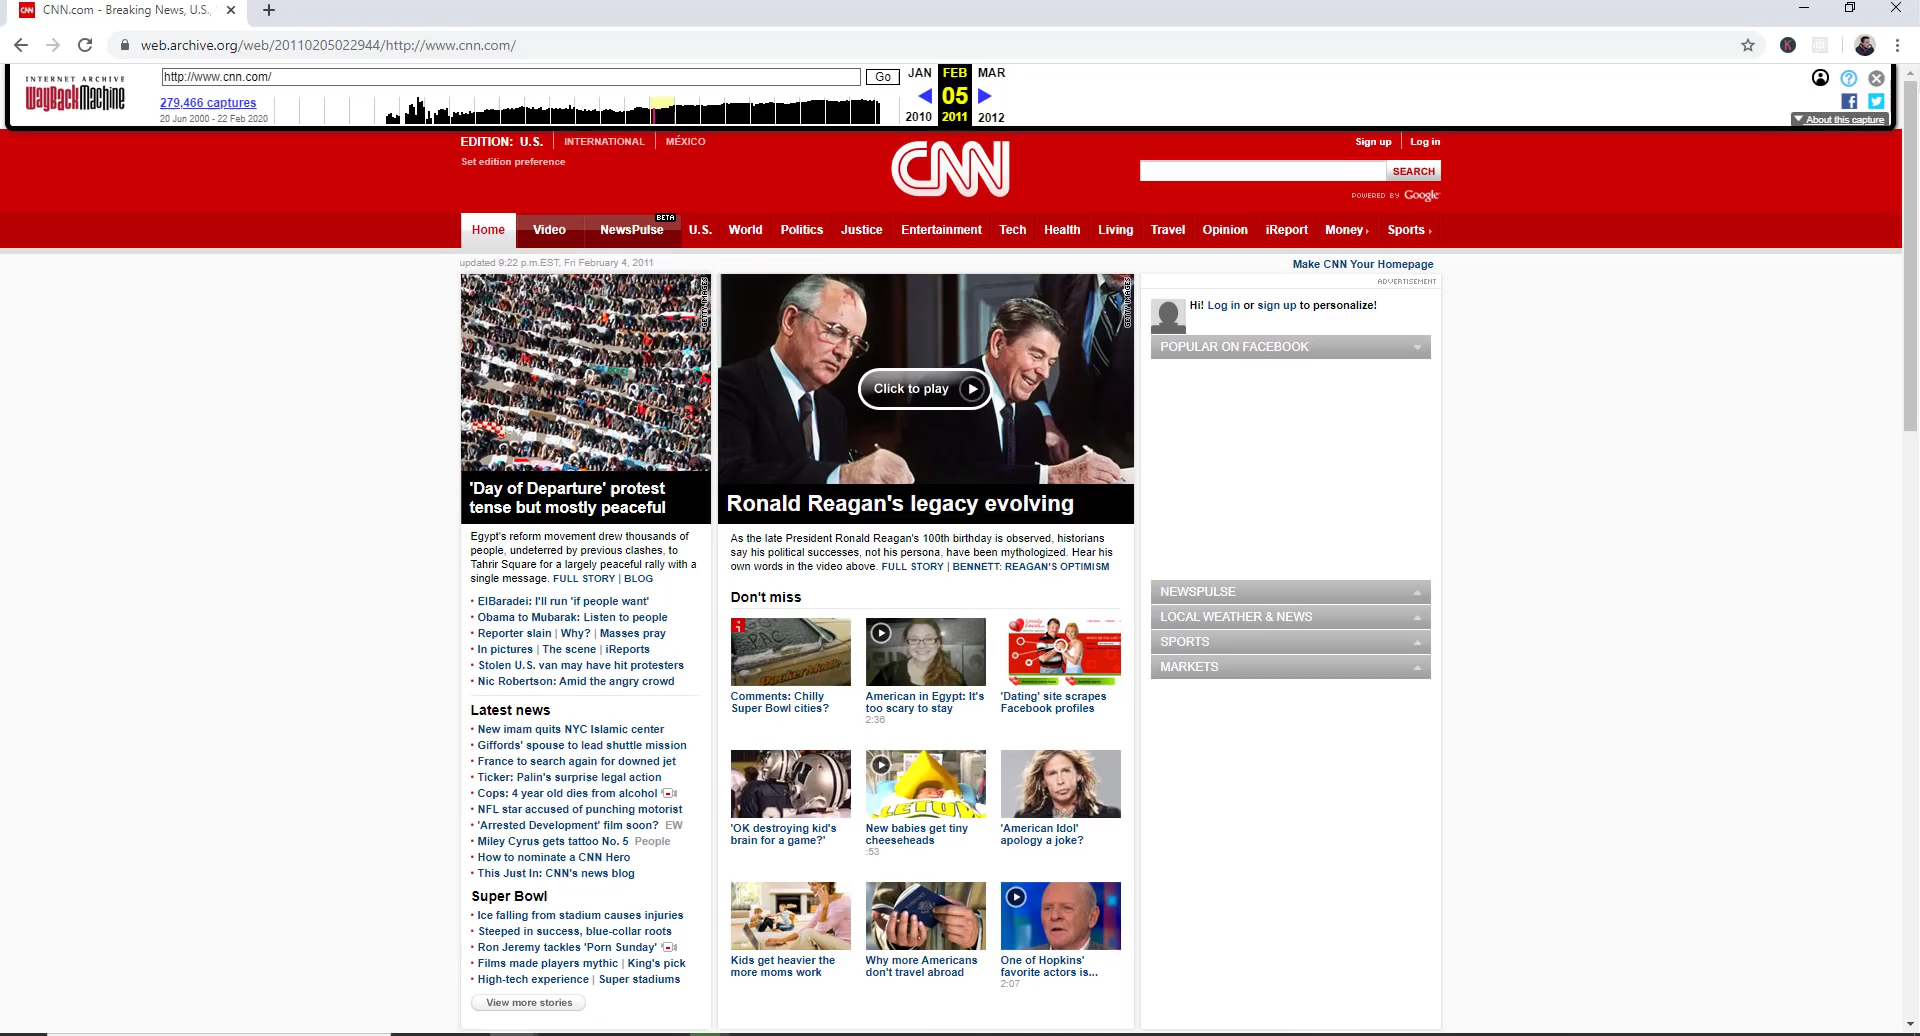 CNN.com - Breaking News, U.S.,
web.archive.org/web/20110205022944/http://www.cnn.com/
INTERNET ARCHIVE
WayBackMachine
http://www.cnn.com/
Go
279,466 captures
20 Jun 2000 - 22 Feb 2020
JAN FEB MAR
05
2010 2011 2012
About this capture
EDITION: U.S. INTERNATIONAL MÉXICO
Set edition preference
CNN
Sign up Log in
SEARCH
POWERED BY Google
Home Video NewsPulse BETA U.S. World Politics Justice Entertainment Tech Health Living Travel Opinion iReport Money Sports
updated 9:22 p.m.EST, Fri February 4, 2011
Make CNN Your Homepage
GETTY IMAGES
'Day of Departure' protest
tense but mostly peaceful
Egypt's reform movement drew thousands of
people, undeterred by previous clashes, to
Tahrir Square for a largely peaceful rally with a
single message. FULL STORY | BLOG
• ElBaradei: I'll run 'if people want'
• Obama to Mubarak: Listen to people
• Reporter slain | Why? | Masses pray
• In pictures | The scene | iReports
• Stolen U.S. van may have hit protesters
• Nic Robertson: Amid the angry crowd
Latest news
• New imam quits NYC Islamic center
• Giffords' spouse to lead shuttle mission
• France to search again for downed jet
• Ticker: Palin's surprise legal action
• Cops: 4 year old dies from alcohol
• NFL star accused of punching motorist
• 'Arrested Development' film soon? EW
• Miley Cyrus gets tattoo No. 5 People
• How to nominate a CNN Hero
• This Just In: CNN's news blog
Super Bowl
• Ice falling from stadium causes injuries
• Steeped in success, blue-collar roots
• Ron Jeremy tackles 'Porn Sunday'
• Films made players mythic | King's pick
• High-tech experience | Super stadiums
View more stories
GETTY IMAGES
Click to play
Ronald Reagan's legacy evolving
As the late President Ronald Reagan's 100th birthday is observed, historians
say his political successes, not his persona, have been mythologized. Hear his
own words in the video above. FULL STORY | BENNETT: REAGAN'S OPTIMISM
Don't miss
Comments: Chilly
Super Bowl cities?
American in Egypt: It's
too scary to stay
2:36
'Dating' site scrapes
Facebook profiles
'OK destroying kid's
brain for a game?'
New babies get tiny
cheeseheads
:53
'American Idol'
apology a joke?
Kids get heavier the
more moms work
Why more Americans
don't travel abroad
One of Hopkins'
favorite actors is...
2:07
ADVERTISEMENT
Hi! Log in or sign up to personalize!
POPULAR ON FACEBOOK
NEWSPULSE
LOCAL WEATHER & NEWS
SPORTS
MARKETS